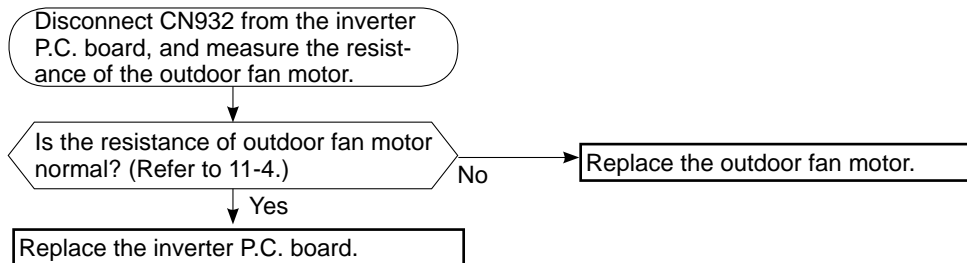 Disconnect CN932 from the inverter
P.C. board, and measure the resist-
ance of the outdoor fan motor.
Is the resistance of outdoor fan motor
normal? (Refer to 11-4.)
No
Replace the outdoor fan motor.
Yes
Replace the inverter P.C. board.